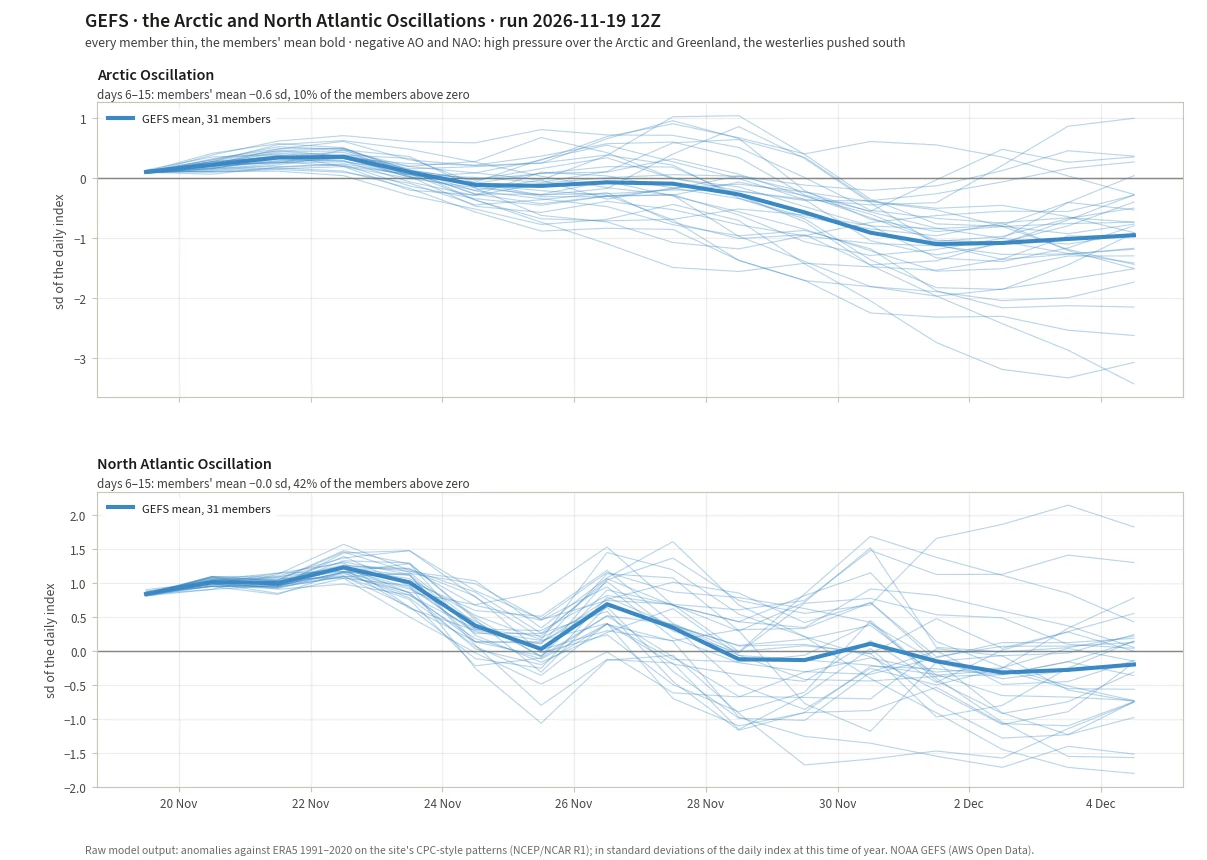 GEFS · the Arctic and North Atlantic Oscillations · run 2026-11-19 12Z
every member thin, the members' mean bold · negative AO and NAO: high pressure over the Arctic and Greenland, the westerlies pushed south
Arctic Oscillation
days 6–15: members' mean −0.6 sd, 10% of the members above zero
GEFS mean, 31 members
sd of the daily index
1
0
−1
−2
−3
North Atlantic Oscillation
days 6–15: members' mean −0.0 sd, 42% of the members above zero
GEFS mean, 31 members
sd of the daily index
2.0
1.5
1.0
0.5
0.0
−0.5
−1.0
−1.5
−2.0
20 Nov 22 Nov 24 Nov 26 Nov 28 Nov 30 Nov 2 Dec 4 Dec
Raw model output: anomalies against ERA5 1991–2020 on the site's CPC-style patterns (NCEP/NCAR R1); in standard deviations of the daily index at this time of year. NOAA GEFS (AWS Open Data).